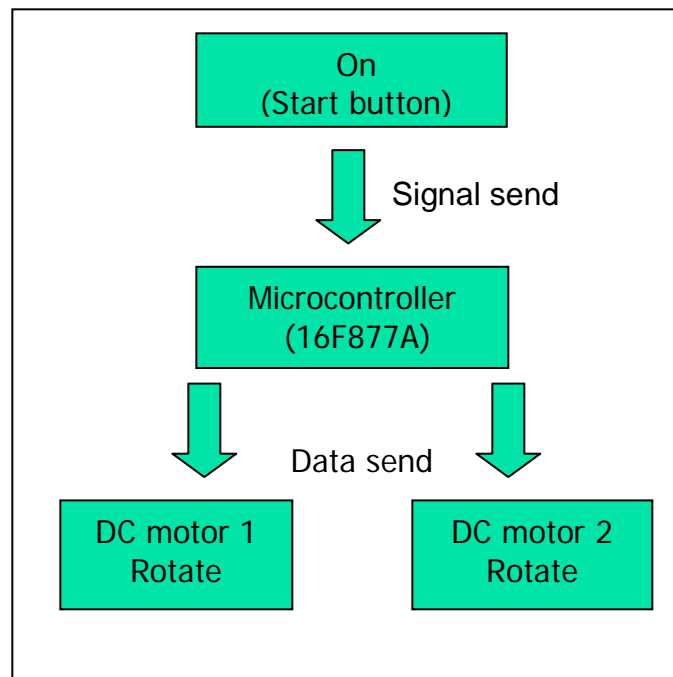 On
(Start button)
Signal send
Microcontroller
(16F877A)
Data send
DC motor 1
Rotate
DC motor 2
Rotate